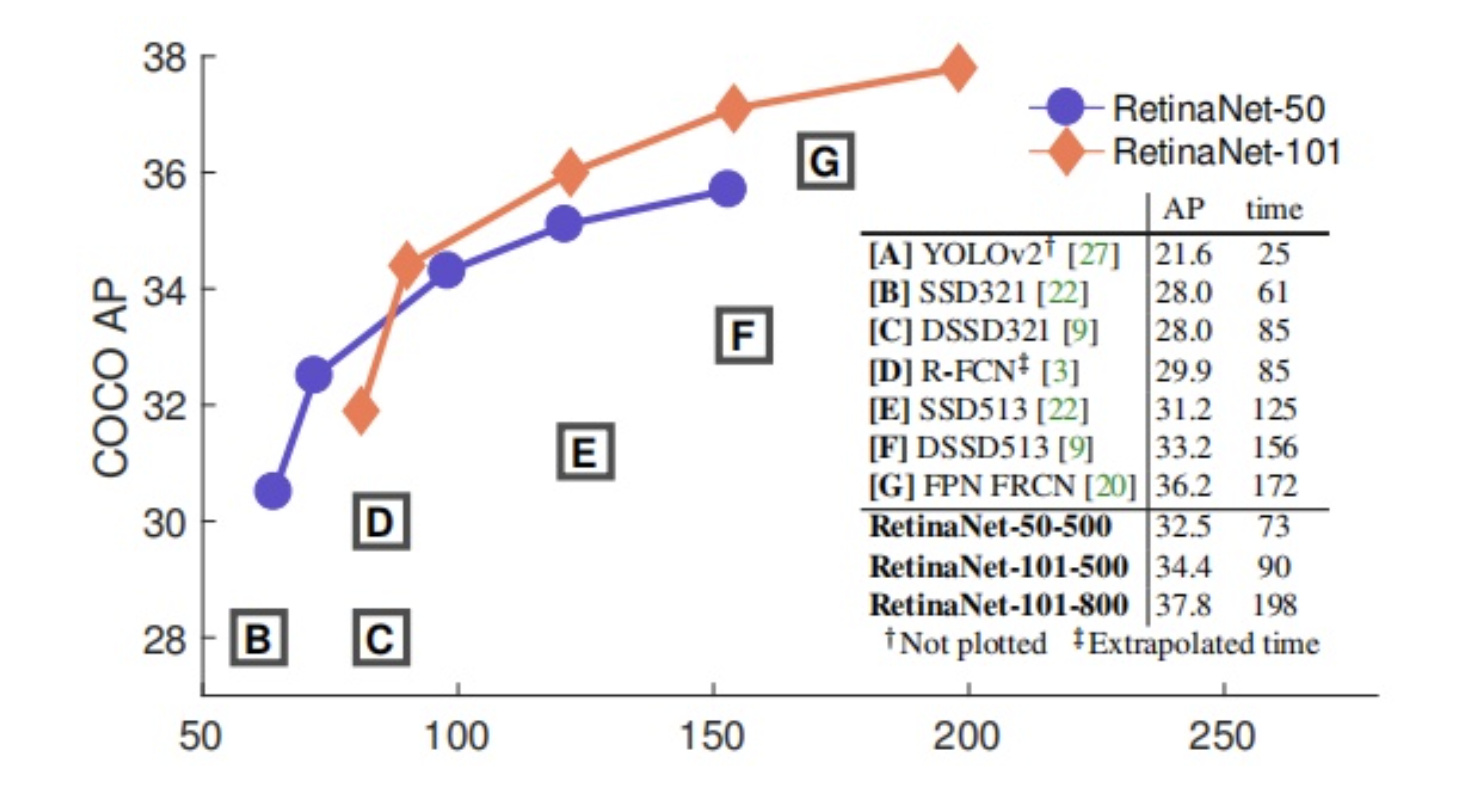 38
36
34
32
30
28
COCO AP
B
C
D
E
F
G
50 100 150 200 250
RetinaNet-50
RetinaNet-101
AP time
[A] YOLOv2† [27] 21.6 25
[B] SSD321 [22] 28.0 61
[C] DSSD321 [9] 28.0 85
[D] R-FCN‡ [3] 29.9 85
[E] SSD513 [22] 31.2 125
[F] DSSD513 [9] 33.2 156
[G] FPN FRCN [20] 36.2 172
RetinaNet-50-500 32.5 73
RetinaNet-101-500 34.4 90
RetinaNet-101-800 37.8 198
†Not plotted ‡Extrapolated time